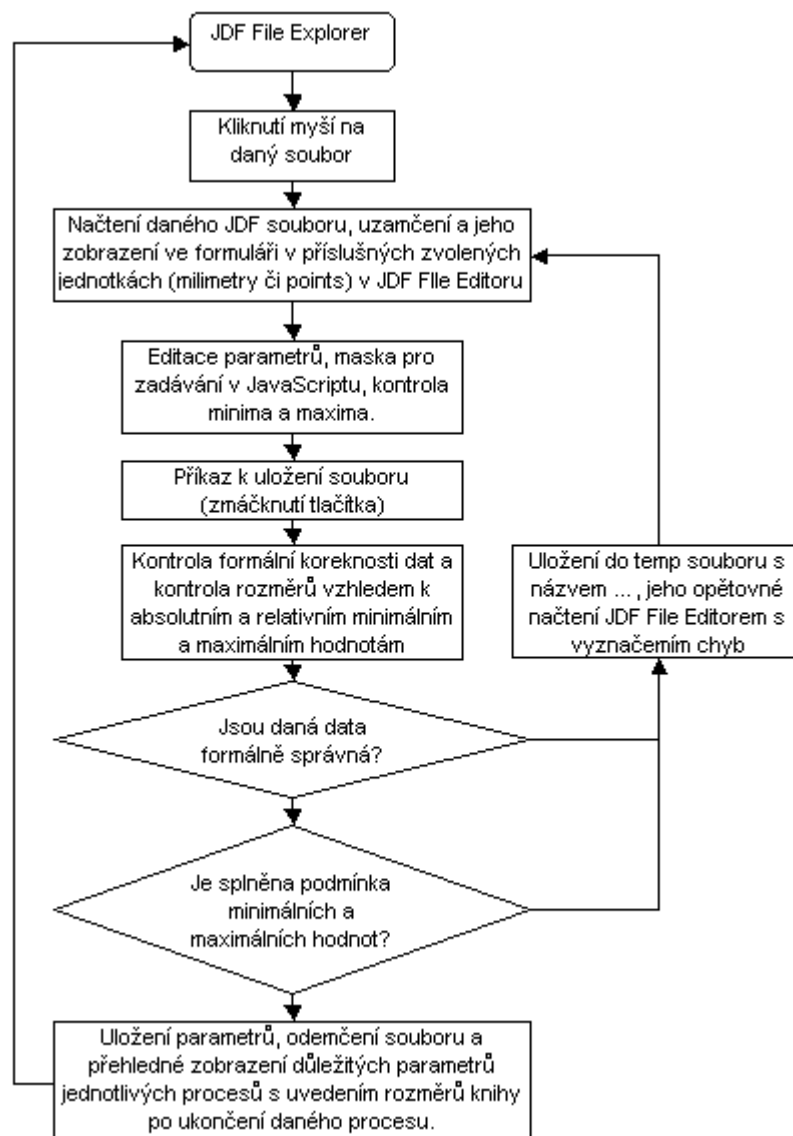 JDF File Explorer
Kliknutí myší na
daný soubor
Načtení daného JDF souboru, uzamčení a jeho
zobrazení ve formuláři v příslušných zvolených
jednotkách (milimetry či points) v JDF FIle Editoru
Editace parametrů, maska pro
zadávání v JavaScriptu, kontrola
minima a maxima.
Příkaz k uložení souboru
(zmáčknutí tlačítka)
Kontrola formální koreknosti dat a
kontrola rozměrů vzhledem k
absolutním a relativním minimálním
a maximálním hodnotám
Uložení do temp souboru s
názvem ... , jeho opětovné
načtení JDF File Editorem s
vyznačemím chyb
Jsou daná data
formálně správná?
Je splněna podmínka
minimálních a
maximálních hodnot?
Uložení parametrů, odemčení souboru a
přehledné zobrazení důležitých parametrů
jednotlivých procesů s uvedením rozměrů knihy
po ukončení daného procesu.